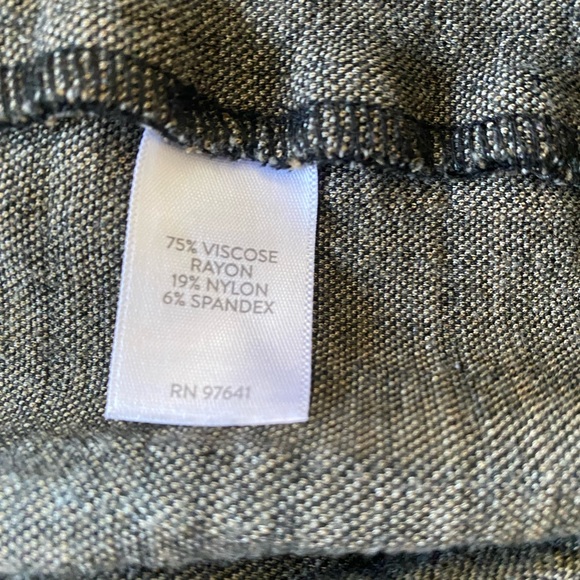 75% VISCOSE
RAYON
19% NYLON
6% SPANDEX
RN 97641